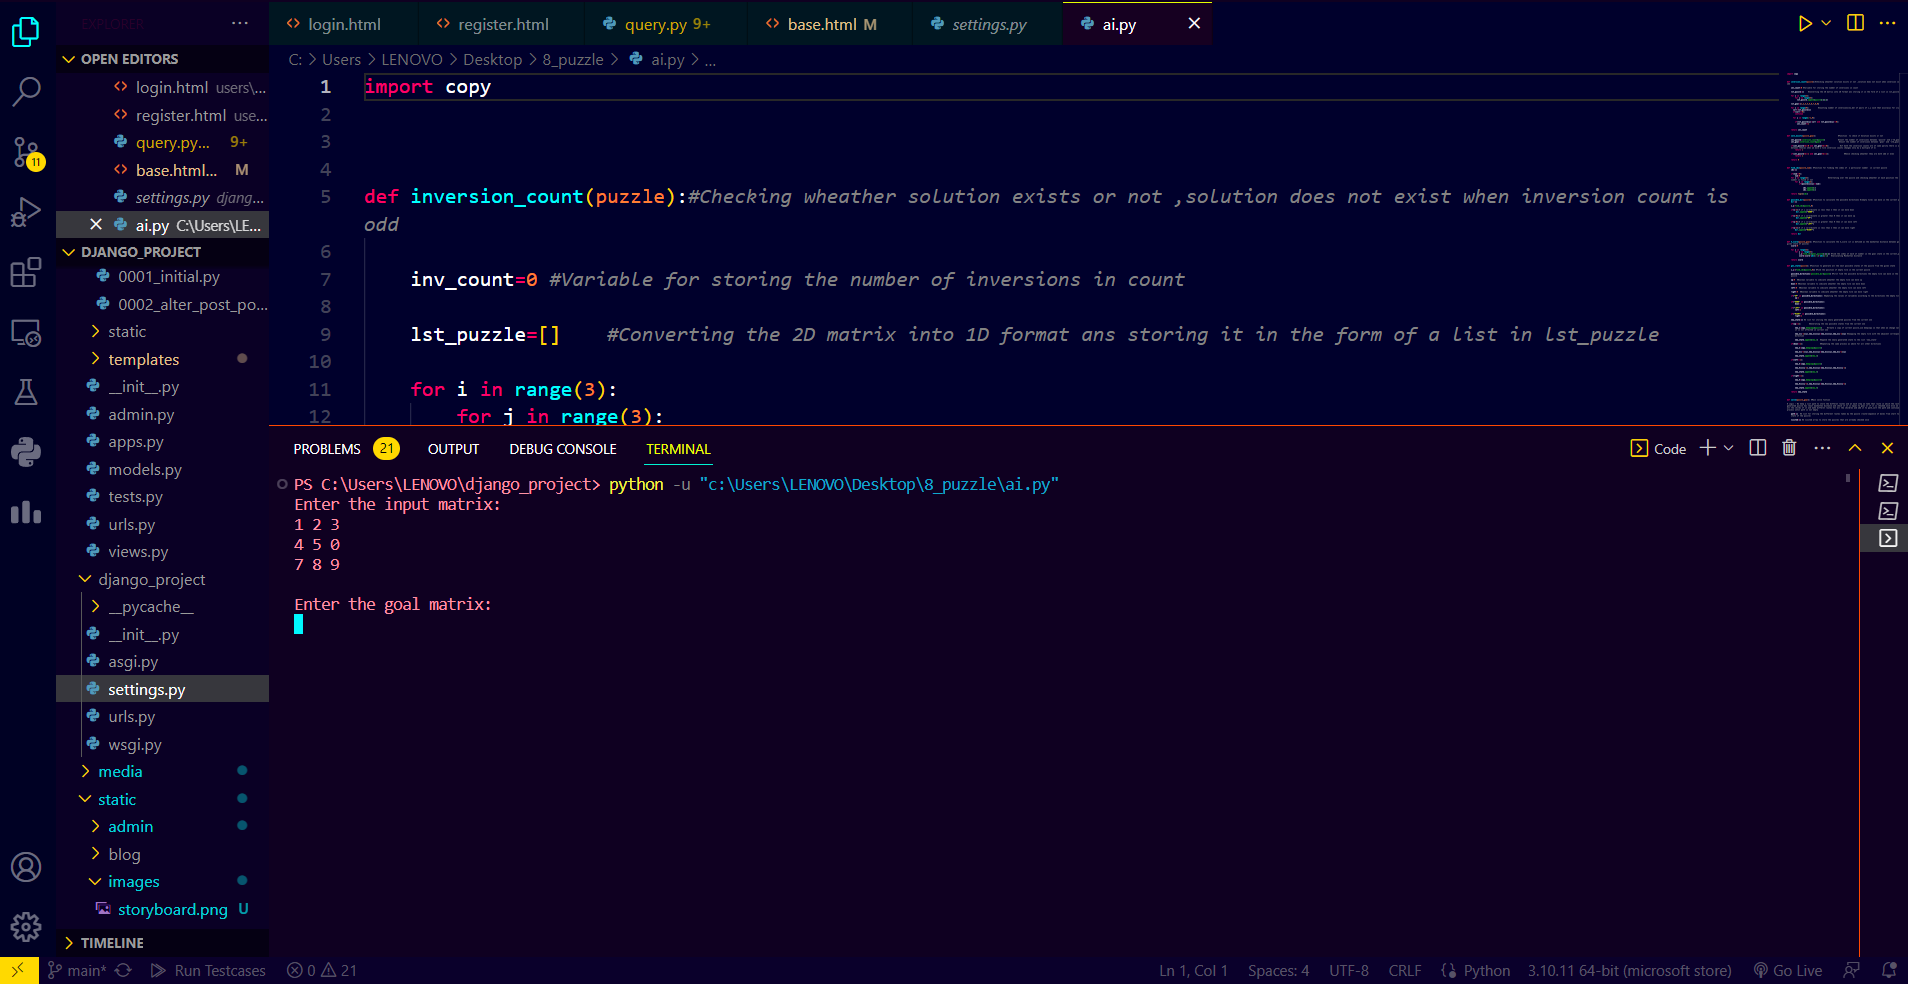 EXPLORER ···
login.html
register.html
query.py 9+
base.html M
settings.py
ai.py
OPEN EDITORS
login.html users\...
register.html use...
query.py... 9+
base.html... M
settings.py djang...
ai.py C:\Users\LE...
DJANGO_PROJECT
0001_initial.py
0002_alter_post_po...
static
templates
__init__.py
admin.py
apps.py
models.py
tests.py
urls.py
views.py
django_project
__pycache__
__init__.py
asgi.py
settings.py
urls.py
wsgi.py
media
static
admin
blog
images
storyboard.png U
TIMELINE
11
C: > Users > LENOVO > Desktop > 8_puzzle > ai.py > ...
1 import copy
2
3
4
5 def inversion_count(puzzle):#Checking wheather solution exists or not ,solution does not exist when inversion count is
odd
6
7 inv_count=0 #Variable for storing the number of inversions in count
8
9 lst_puzzle=[] #Converting the 2D matrix into 1D format ans storing it in the form of a list in lst_puzzle
10
11 for i in range(3):
12 for j in range(3):
PROBLEMS 21 OUTPUT DEBUG CONSOLE TERMINAL
Code
PS C:\Users\LENOVO\django_project> python -u "c:\Users\LENOVO\Desktop\8_puzzle\ai.py"
Enter the input matrix:
1 2 3
4 5 0
7 8 9
Enter the goal matrix:
main* Run Testcases 0 21
Ln 1, Col 1 Spaces: 4 UTF-8 CRLF Python 3.10.11 64-bit (microsoft store) Go Live